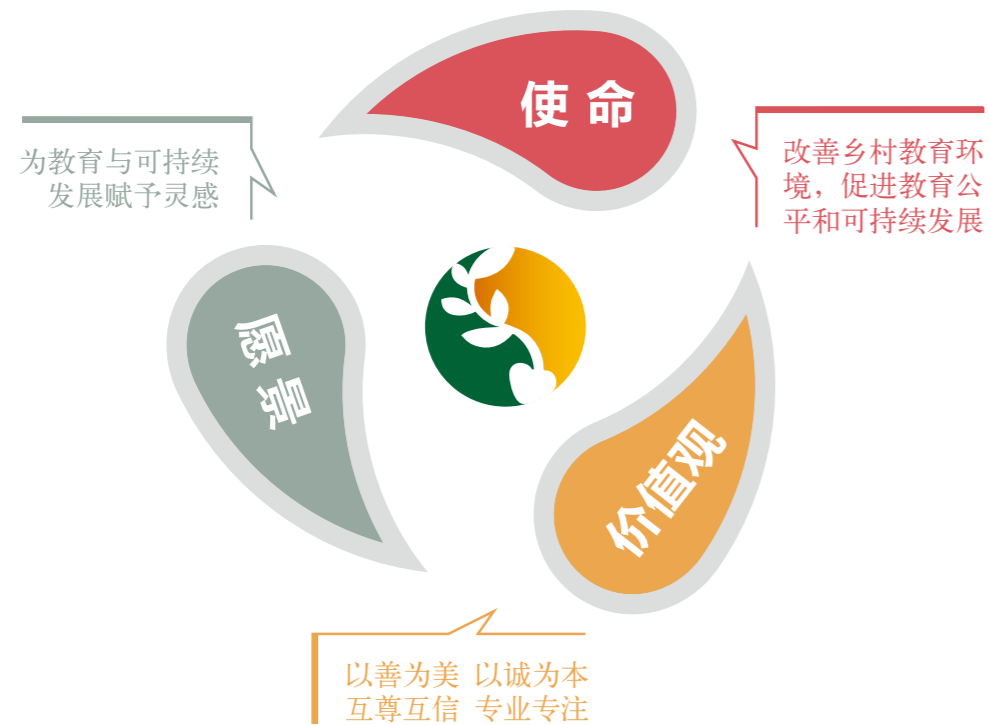 使命
改善乡村教育环
境，促进教育公
平和可持续发展
为教育与可持续
发展赋予灵感
愿景
价值观
以善为美 以诚为本
互尊互信 专业专注